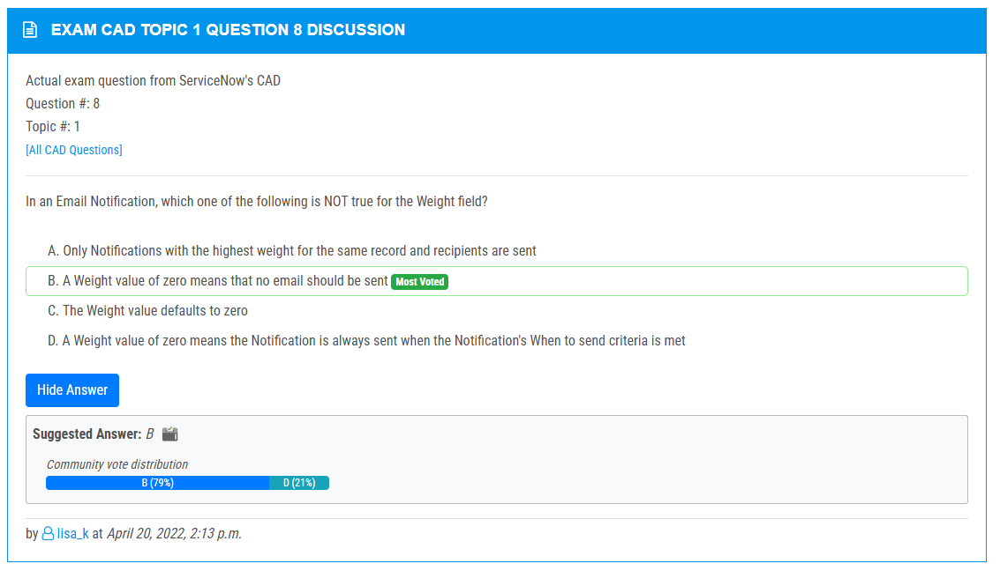 EXAM CAD TOPIC 1 QUESTION 8 DISCUSSION
Actual exam question from ServiceNow's CAD
Question #: 8
Topic #: 1
[All CAD Questions]
In an Email Notification, which one of the following is NOT true for the Weight field?
A. Only Notifications with the highest weight for the same record and recipients are sent
B. A Weight value of zero means that no email should be sent Most Voted
C. The Weight value defaults to zero
D. A Weight value of zero means the Notification is always sent when the Notification's When to send criteria is met
Hide Answer
Suggested Answer: B
Community vote distribution
B (79%) D (21%)
by lisa_k at April 20, 2022, 2:13 p.m.